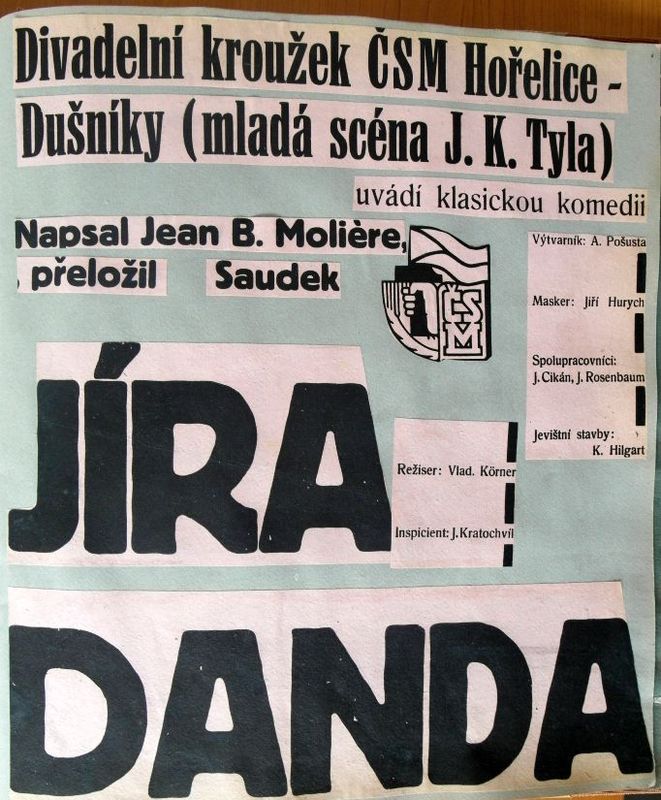 Divadelní kroužek ČSM Hořelice -
Dušníky (mladá scéna J. K. Tyla)
uvádí klasickou komedii
Napsal Jean B. Molière,
přeložil Saudek
ČSM
Výtvarník: A. Pošusta
Masker: Jiří Hurych
Spolupracovníci:
J. Cikán, J. Rosenbaum
Jevištní stavby:
K. Hilgart
JÍRA
Režiser: Vlad. Körner
Inspicient: J. Kratochvíl
DANDA